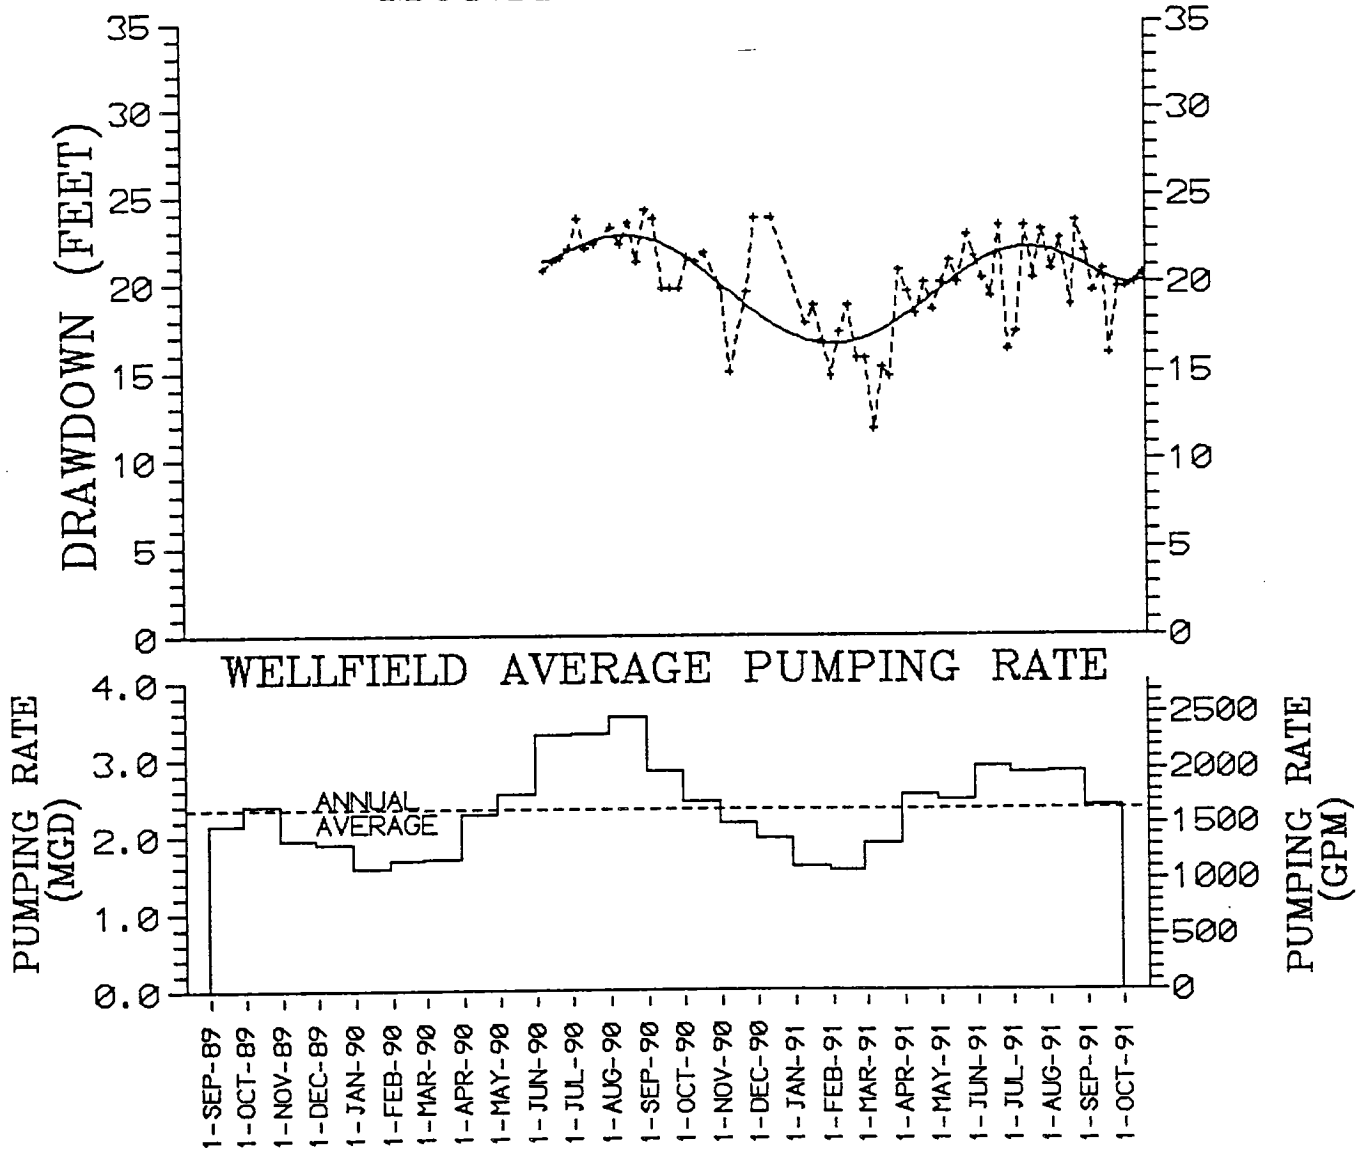 DRAWDOWN (FEET)
35
30
25
20
15
10
5
0
35
30
25
20
15
10
5
0
WELLFIELD AVERAGE PUMPING RATE
PUMPING RATE
(MGD)
4.0
3.0
2.0
1.0
0.0
ANNUAL
AVERAGE
2500
2000
1500
1000
500
0
PUMPING RATE
(GPM)
1-SEP-89
1-OCT-89
1-NOV-89
1-DEC-89
1-JAN-90
1-FEB-90
1-MAR-90
1-APR-90
1-MAY-90
1-JUN-90
1-JUL-90
1-AUG-90
1-SEP-90
1-OCT-90
1-NOV-90
1-DEC-90
1-JAN-91
1-FEB-91
1-MAR-91
1-APR-91
1-MAY-91
1-JUN-91
1-JUL-91
1-AUG-91
1-SEP-91
1-OCT-91